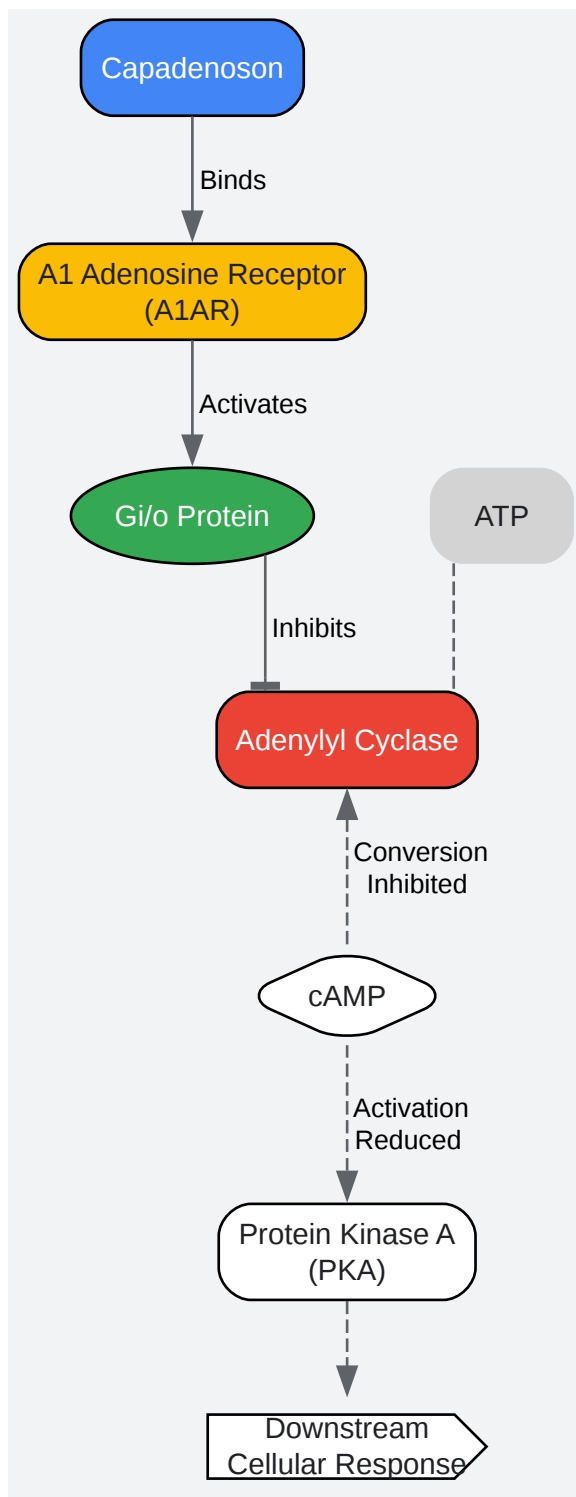 Capadenoson
Binds
A1 Adenosine Receptor
(A1AR)
Activates
Gi/o Protein
ATP
Inhibits
Adenylyl Cyclase
Conversion
Inhibited
cAMP
Activation
Reduced
Protein Kinase A
(PKA)
Downstream
Cellular Response